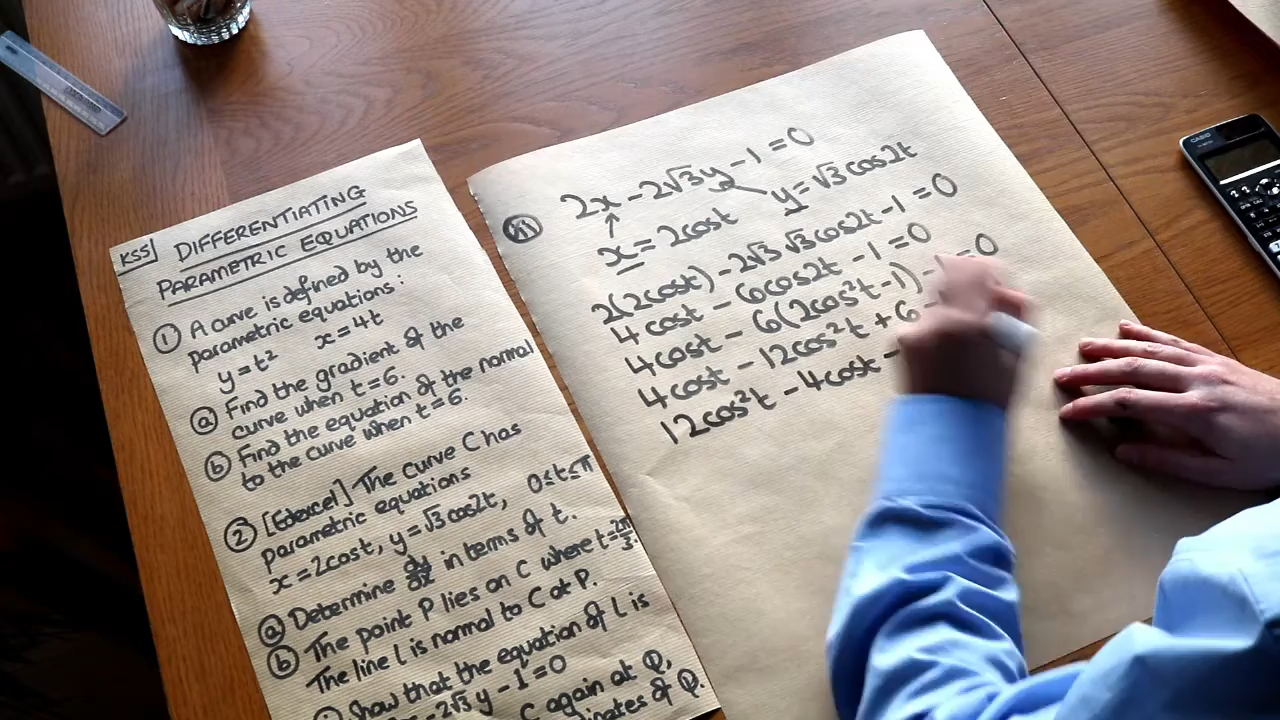 KS5
DIFFERENTIATING
PARAMETRIC EQUATIONS
① A curve is defined by the
parametric equations:
y = t² x = 4t
ⓐ Find the gradient of the
curve when t = 6.
ⓑ Find the equation of the normal
to the curve when t = 6.
② [Edexcel] The curve C has
parametric equations
x = 2cost, y = √3 cos2t, 0 ≤ t ≤ π
ⓐ Determine dy/dx in terms of t.
ⓑ The point P lies on C where t = 2π/3.
The line l is normal to C at P.
Show that the equation of l is
- 2√3 y - 1 = 0
C again at Q,
of Q.
2x - 2√3y - 1 = 0
x = 2cost y = √3 cos2t
2(2cost) - 2√3 √3cos2t - 1 = 0
4cost - 6cos2t - 1 = 0
4cost - 6(2cos²t - 1) - = 0
4cost - 12cos²t + 6 -
12cos²t - 4cost -
CASIO